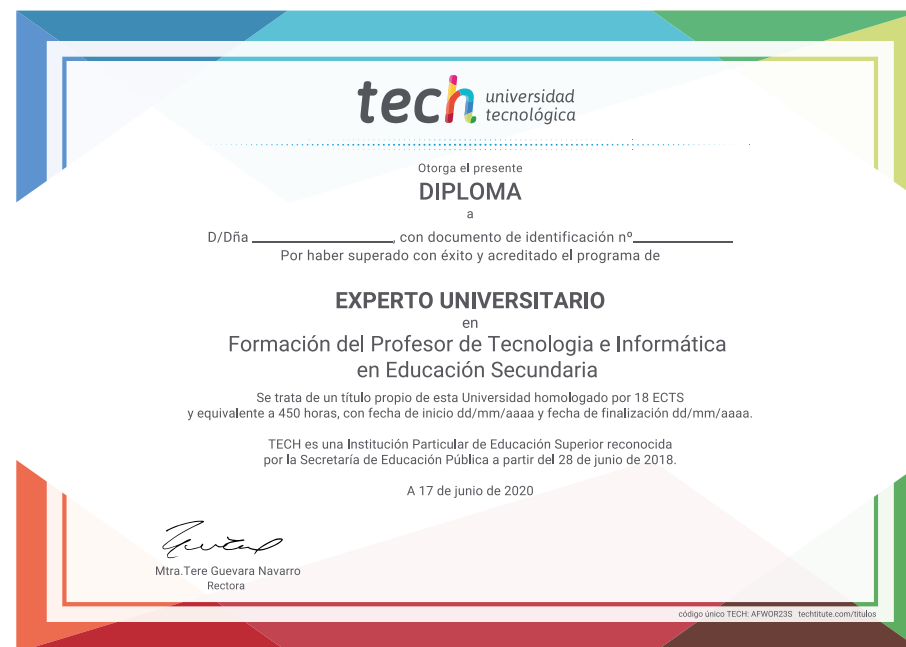 tech universidad
tecnológica
Otorga el presente
DIPLOMA
a
D/Dña ____________________, con documento de identificación nº______________
Por haber superado con éxito y acreditado el programa de
EXPERTO UNIVERSITARIO
en
Formación del Profesor de Tecnologia e Informática
en Educación Secundaria
Se trata de un título propio de esta Universidad homologado por 18 ECTS
y equivalente a 450 horas, con fecha de inicio dd/mm/aaaa y fecha de finalización dd/mm/aaaa.
TECH es una Institución Particular de Educación Superior reconocida
por la Secretaría de Educación Pública a partir del 28 de junio de 2018.
A 17 de junio de 2020
Mtra.Tere Guevara Navarro
Rectora
código único TECH: AFWOR23S techtitute.com/titulos